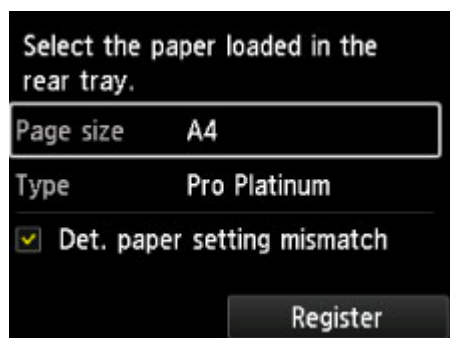 Select the paper loaded in the
rear tray.
Page size A4
Type Pro Platinum
Det. paper setting mismatch
Register